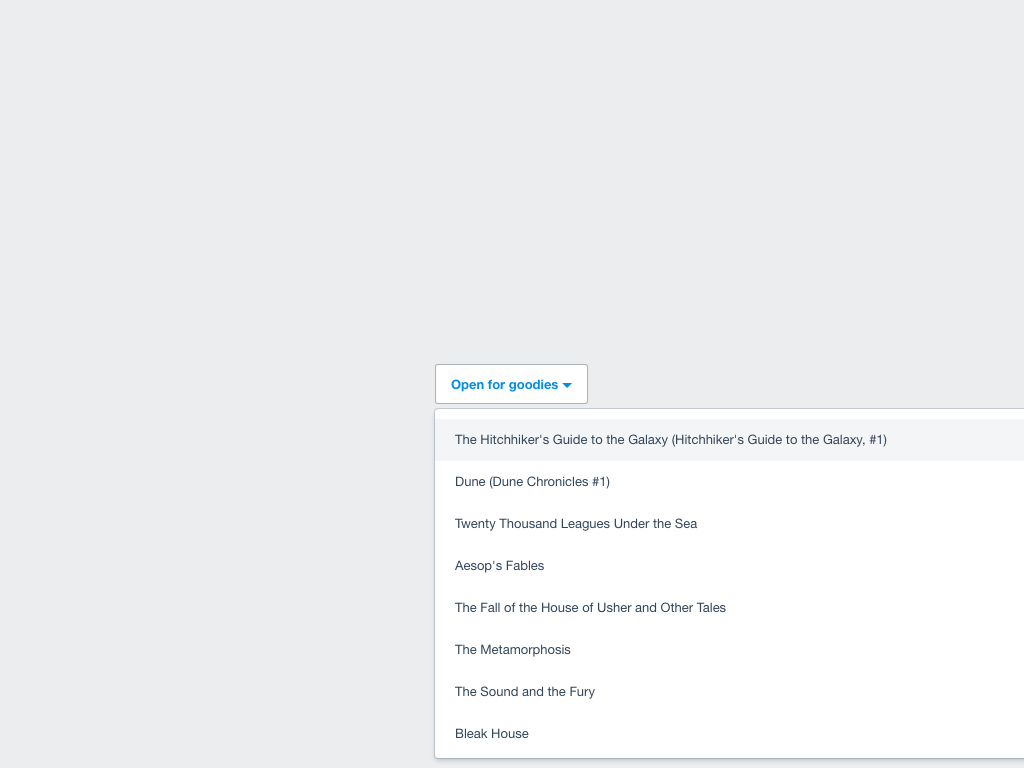 Open for goodies
The Hitchhiker's Guide to the Galaxy (Hitchhiker's Guide to the Galaxy, #1)
Dune (Dune Chronicles #1)
Twenty Thousand Leagues Under the Sea
Aesop's Fables
The Fall of the House of Usher and Other Tales
The Metamorphosis
The Sound and the Fury
Bleak House